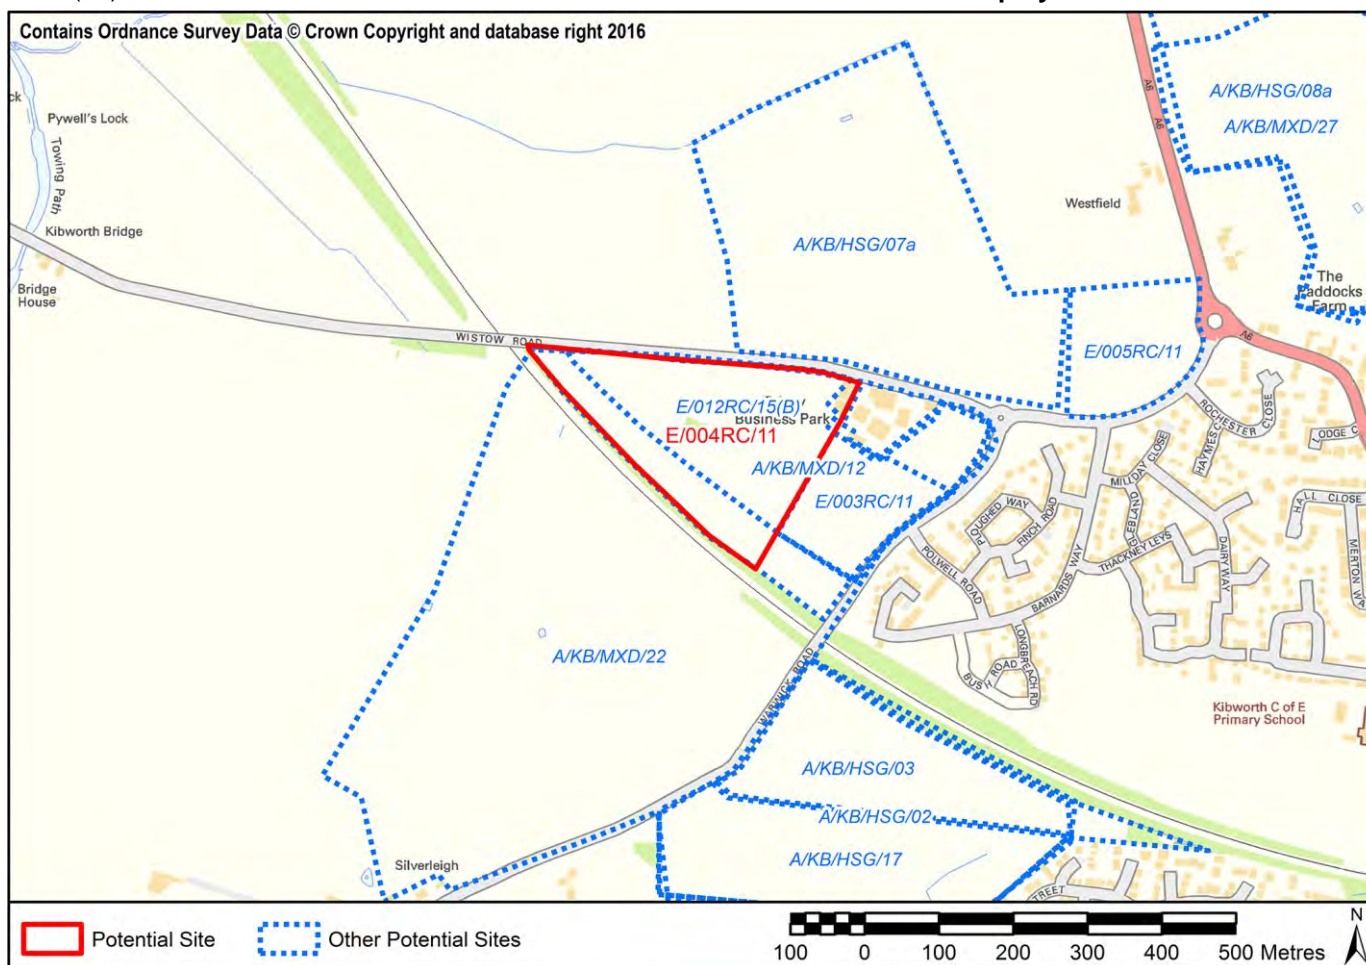 Contains Ordnance Survey Data © Crown Copyright and database right 2016
A6
A/KB/HSG/08a
A/KB/MXD/27
Pywell's Lock
Towing Path
A6
Westfield
Kibworth Bridge
A/KB/HSG/07a
Bridge
House
The
Paddocks
Farm
WISTOW ROAD
A6
E/005RC/11
E/012RC/15(B)
Business Park
E/004RC/11
ROCHESTER CLOSE
HAYMES C
LODGE C
A/KB/MXD/12
E/003RC/11
MILLDAY CLOSE
GLEBLAND
HALL CLOSE
PLOUGHED WAY
FINCH ROAD
MERTON WA
THACKNEY LEYS
DAIRY WAY
POLWELL ROAD
BARNARDS WAY
LONGBREACH RD
BUSH ROAD
A/KB/MXD/22
WARWICK ROAD
Kibworth C of E
Primary School
A/KB/HSG/03
A/KB/HSG/02
A/KB/HSG/17
Silverleigh
STREET
Potential Site
Other Potential Sites
100 0 100 200 300 400 500 Metres
N